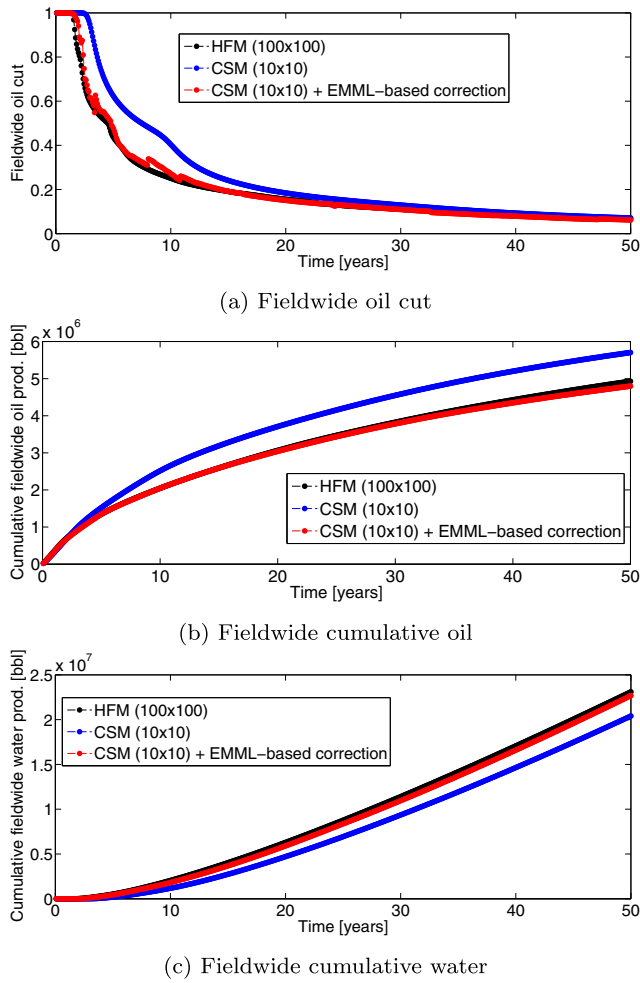 1
0.8
0.6
0.4
0.2
0
Fieldwide oil cut
HFM (100x100)
CSM (10x10)
CSM (10x10) + EMML-based correction
0 10 20 30 40 50
Time [years]
(a) Fieldwide oil cut
x 10^6
6
5
4
3
2
1
0
Cumulative fieldwide oil prod. [bbl]
HFM (100x100)
CSM (10x10)
CSM (10x10) + EMML-based correction
0 10 20 30 40 50
Time [years]
(b) Fieldwide cumulative oil
x 10^7
2.5
2
1.5
1
0.5
0
Cumulative fieldwide water prod. [bbl]
HFM (100x100)
CSM (10x10)
CSM (10x10) + EMML-based correction
0 10 20 30 40 50
Time [years]
(c) Fieldwide cumulative water